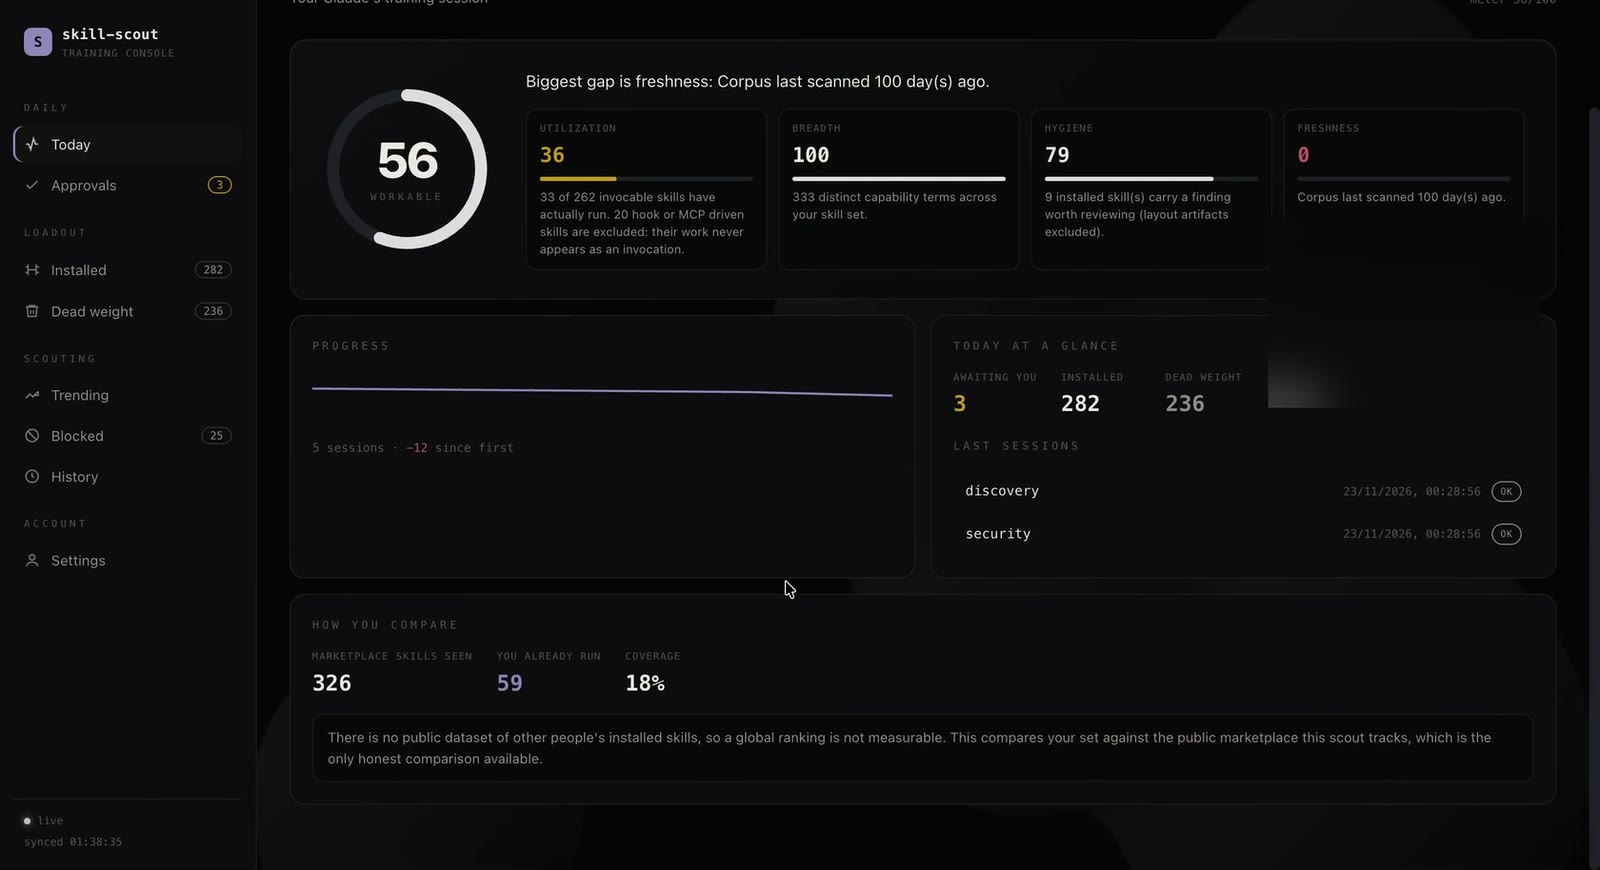 S
skill-scout
TRAINING CONSOLE
DAILY
Today
Approvals 3
LOADOUT
Installed 282
Dead weight 236
SCOUTING
Trending
Blocked 25
History
ACCOUNT
Settings
live
synced 01:38:35
Your Claude's training session
meter 56/100
56
WORKABLE
Biggest gap is freshness: Corpus last scanned 100 day(s) ago.
UTILIZATION
36
33 of 262 invocable skills have
actually run. 20 hook or MCP driven
skills are excluded: their work never
appears as an invocation.
BREADTH
100
333 distinct capability terms across
your skill set.
HYGIENE
79
9 installed skill(s) carry a finding
worth reviewing (layout artifacts
excluded).
FRESHNESS
0
Corpus last scanned 100 day(s) ago.
PROGRESS
5 sessions · −12 since first
TODAY AT A GLANCE
AWAITING YOU INSTALLED DEAD WEIGHT
3 282 236
LAST SESSIONS
discovery 23/11/2026, 00:28:56 OK
security 23/11/2026, 00:28:56 OK
HOW YOU COMPARE
MARKETPLACE SKILLS SEEN YOU ALREADY RUN COVERAGE
326 59 18%
There is no public dataset of other people's installed skills, so a global ranking is not measurable. This compares your set against the public marketplace this scout tracks, which is the
only honest comparison available.